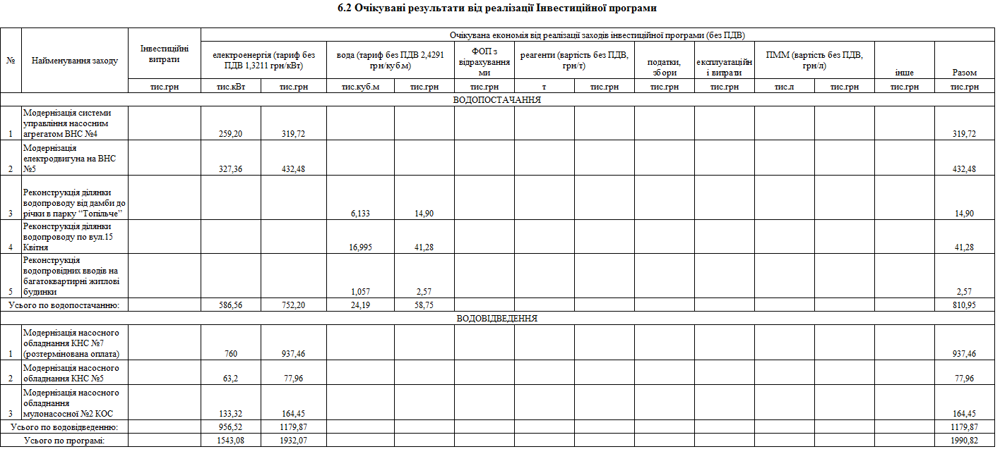 6.2 Очікувані результати від реалізації Інвестиційної програми
№
Найменування заходу
Інвестиційні
витрати
Очікувана економія від реалізації заходів інвестиційної програми (без ПДВ)
електроенергія (тариф без
ПДВ 1,3211 грн/кВт)
вода (тариф без ПДВ 2,4291
грн/куб.м)
ФОП з
відрахування
ми
реагенти (вартість без ПДВ,
грн/т)
податки,
збори
експлуатаційн
і витрати
ПММ (вартість без ПДВ,
грн/л)
інше
Разом
тис.грн тис.кВт тис.грн тис.куб.м тис.грн тис.грн т тис.грн тис.грн тис.грн тис.л тис.грн тис.грн тис.грн
ВОДОПОСТАЧАННЯ
Модернізація системи
управління насосним
1 агрегатом ВНС №4 259,20 319,72 319,72
Модернізація
електродвигуна на ВНС
2 №5 327,36 432,48 432,48
Реконструкція ділянки
водопроводу від дамби до
3 річки в парку “Топільче” 6,133 14,90 14,90
Реконструкція ділянки
водопроводу по вул.15
4 Квітня 16,995 41,28 41,28
Реконструкція
водопровідних вводів на
багатоквартирні житлові
5 будинки 1,057 2,57 2,57
Усього по водопостачанню: 586,56 752,20 24,19 58,75 810,95
ВОДОВІДВЕДЕННЯ
Модернізація насосного
обладнання КНС №7
1 (розтермінована оплата) 760 937,46 937,46
Модернізація насосного
2 обладнання КНС №5 63,2 77,96 77,96
Модернізація насосного
обладнання
3 мулонасосної №2 КОС 133,32 164,45 164,45
Усього по водовідведенню: 956,52 1179,87 1179,87
Усього по програмі: 1543,08 1932,07 1990,82